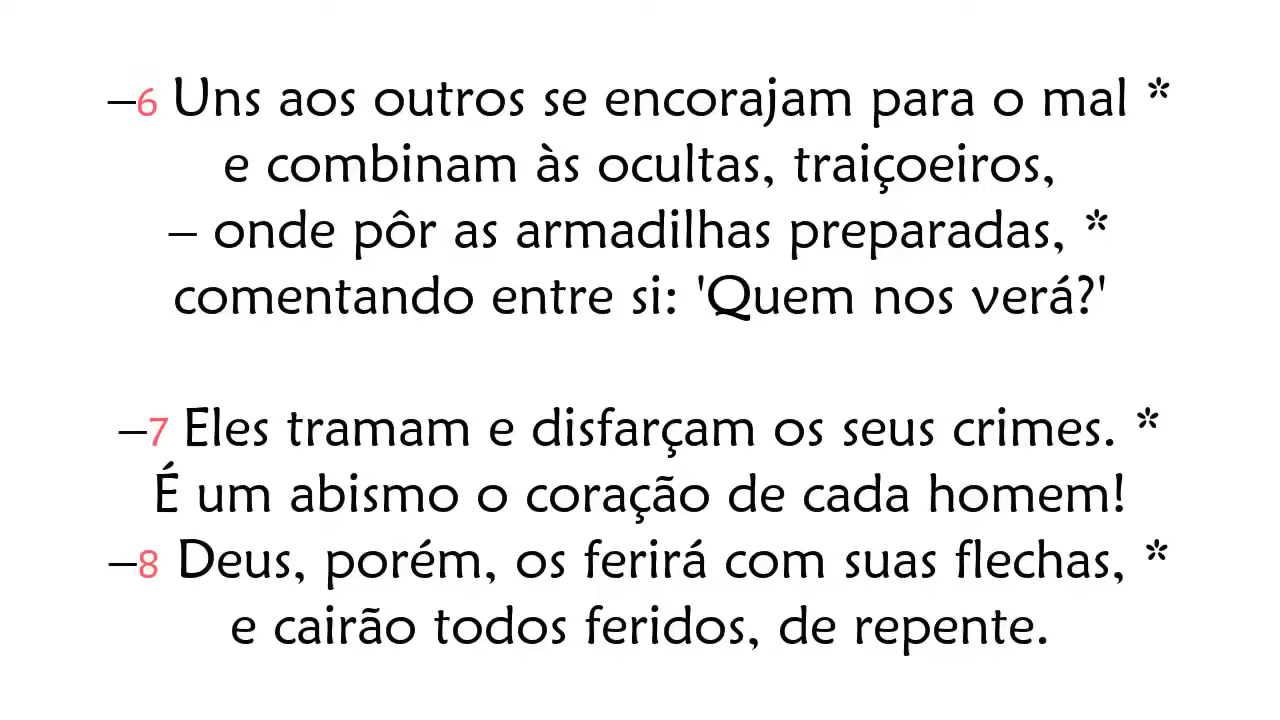 –6 Uns aos outros se encorajam para o mal *
e combinam às ocultas, traiçoeiros,
– onde pôr as armadilhas preparadas, *
comentando entre si: 'Quem nos verá?'
–7 Eles tramam e disfarçam os seus crimes. *
É um abismo o coração de cada homem!
–8 Deus, porém, os ferirá com suas flechas, *
e cairão todos feridos, de repente.